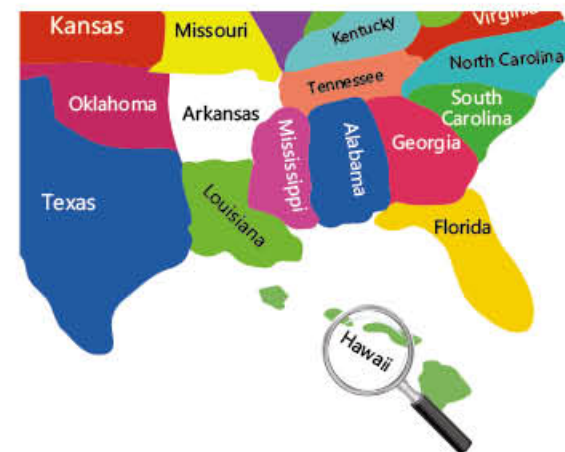 Kansas
Missouri
Kentucky
Virginia
North Carolina
Tennessee
Oklahoma
Arkansas
South
Carolina
Mississippi
Alabama
Georgia
Texas
Louisiana
Florida
Hawaii